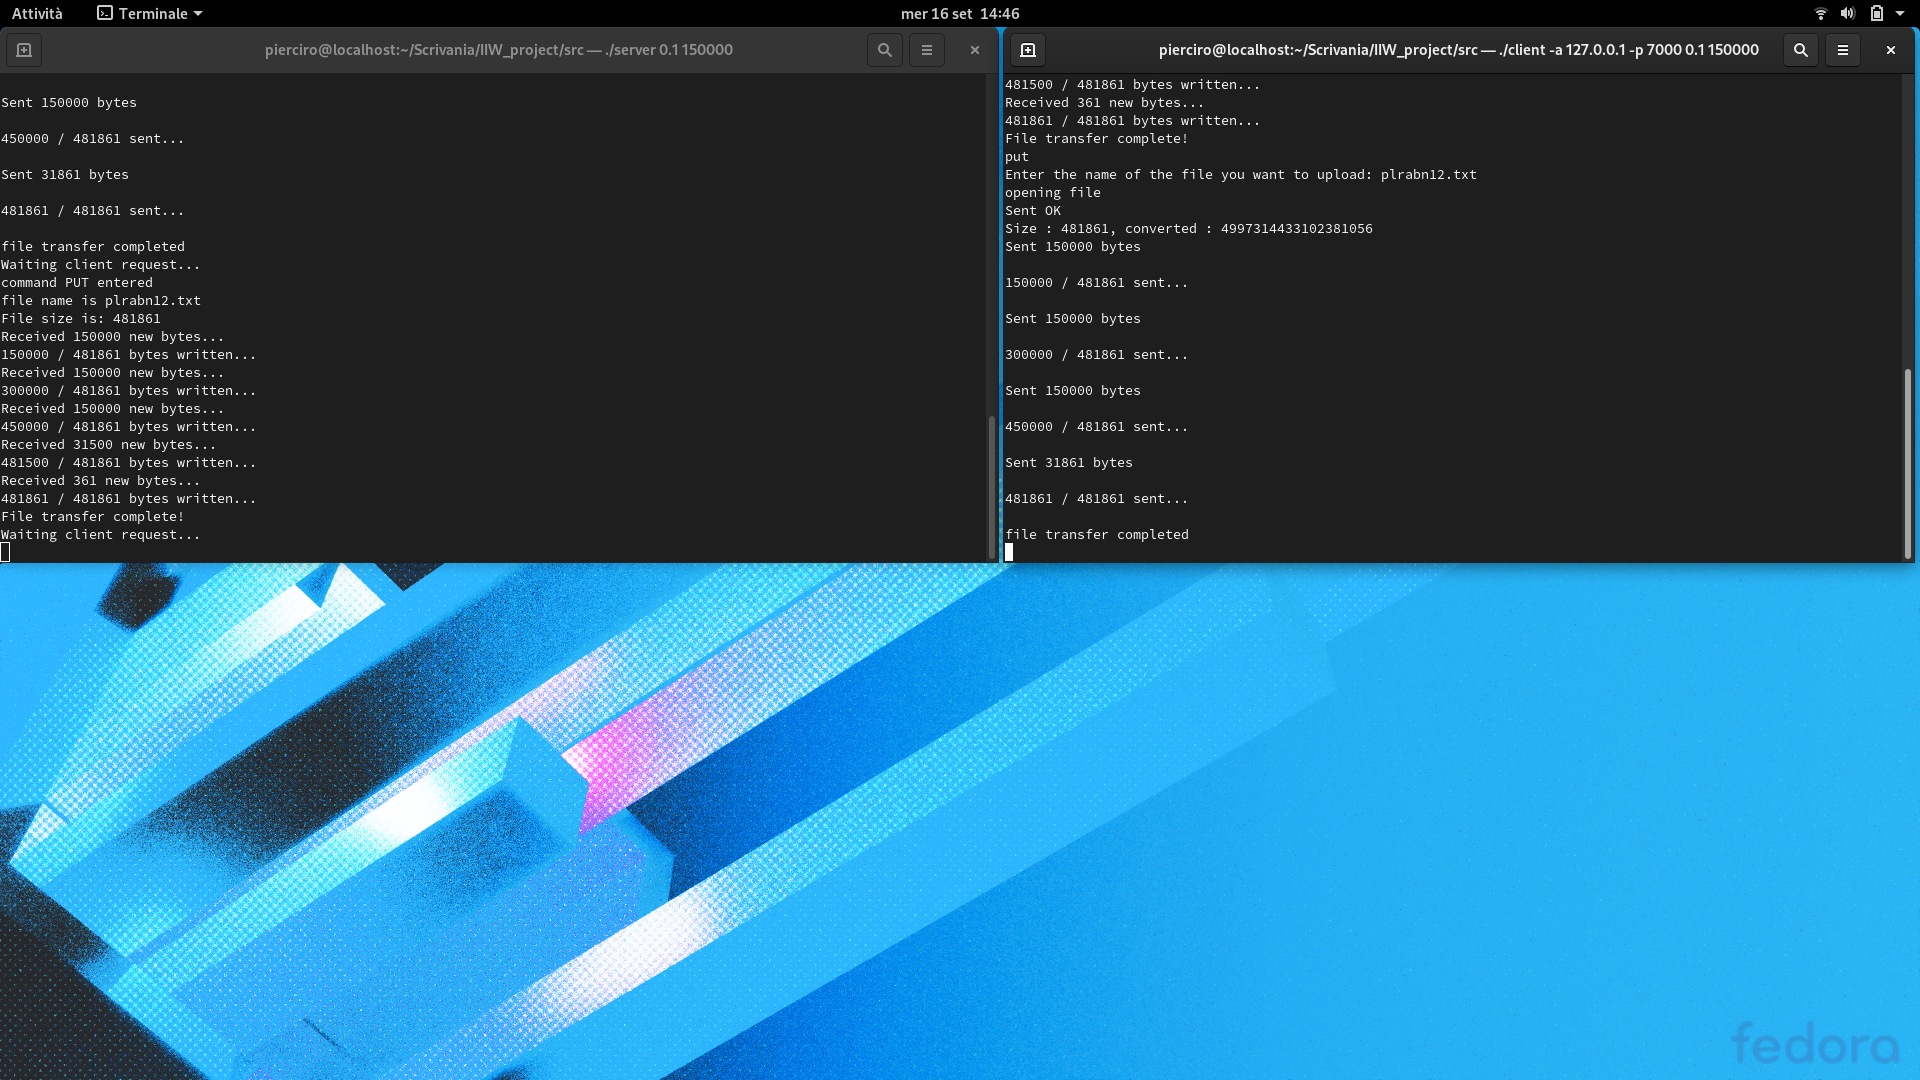 Attività
Terminale
mer 16 set 14:46
pierciro@localhost:~/Scrivania/IIW_project/src — ./server 0.1 150000
Sent 150000 bytes
450000 / 481861 sent...
Sent 31861 bytes
481861 / 481861 sent...
file transfer completed
Waiting client request...
command PUT entered
file name is plrabn12.txt
File size is: 481861
Received 150000 new bytes...
150000 / 481861 bytes written...
Received 150000 new bytes...
300000 / 481861 bytes written...
Received 150000 new bytes...
450000 / 481861 bytes written...
Received 31500 new bytes...
481500 / 481861 bytes written...
Received 361 new bytes...
481861 / 481861 bytes written...
File transfer complete!
Waiting client request...
pierciro@localhost:~/Scrivania/IIW_project/src — ./client -a 127.0.0.1 -p 7000 0.1 150000
481500 / 481861 bytes written...
Received 361 new bytes...
481861 / 481861 bytes written...
File transfer complete!
put
Enter the name of the file you want to upload: plrabn12.txt
opening file
Sent OK
Size : 481861, converted : 4997314433102381056
Sent 150000 bytes
150000 / 481861 sent...
Sent 150000 bytes
300000 / 481861 sent...
Sent 150000 bytes
450000 / 481861 sent...
Sent 31861 bytes
481861 / 481861 sent...
file transfer completed
fedora